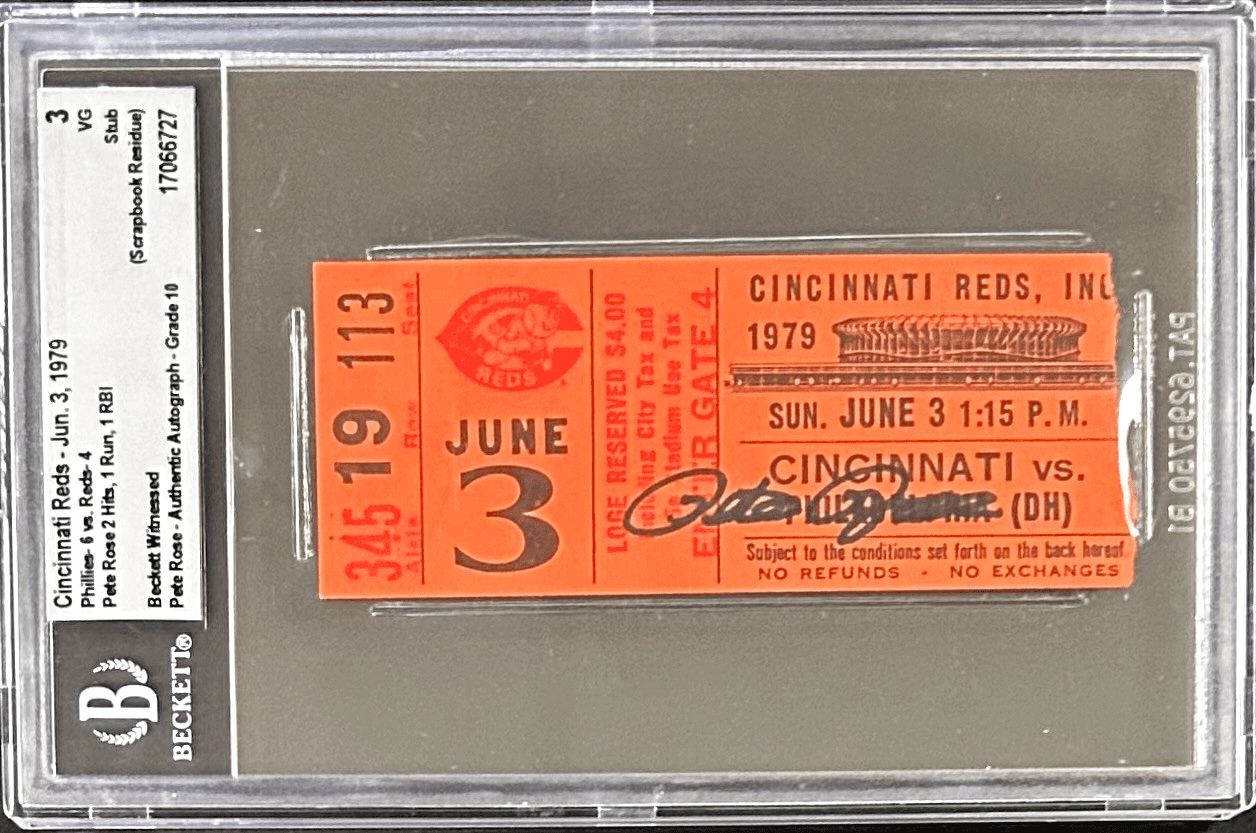 Cincinnati Reds - Jun. 3, 1979 3
Phillies- 6 vs. Reds- 4 VG
Pete Rose 2 Hits, 1 Run, 1 RBI Stub
(Scrapbook Residue)
Beckett Witnessed
Pete Rose - Authentic Autograph - Grade 10 17066727
B
BECKETT®
345 19 113
Aisle Row Seat
CINCINNATI
REDS
JUNE
3
LOGE RESERVED $4.00
City Tax and
Use Tax
GATE 4
CINCINNATI REDS, INC
1979
SUN. JUNE 3 1:15 P.M.
CINCINNATI VS.
(DH)
Subject to the conditions set forth on the back hereof
NO REFUNDS - NO EXCHANGES
Pete Rose
PAT. 6295750 B1